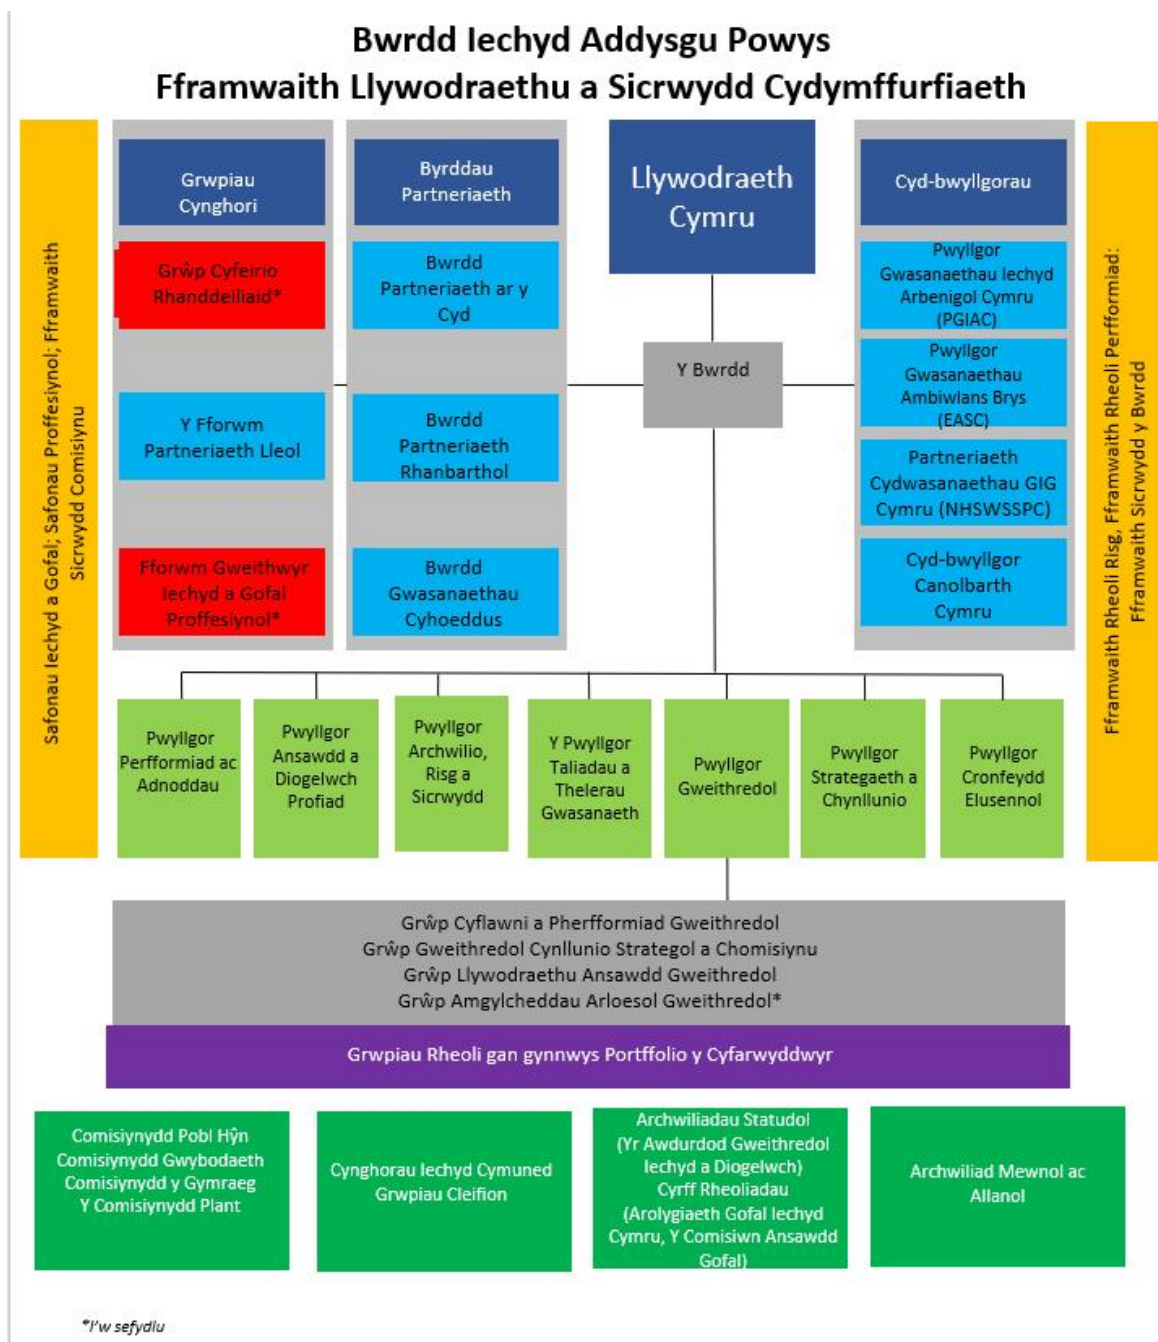 Bwrdd Iechyd Addysgu Powys
Fframwaith Llywodraethu a Sicrwydd Cydymffurfiaeth
Safonau Iechyd a Gofal; Safonau Proffesiynol; Fframwaith
Sicrwydd Comisiynu
Grwpiau
Cynghori
Grŵp Cyfeirio
Rhanddeiliaid*
Y Fforwm
Partneriaeth Lleol
Fforwm Gweithwyr
Iechyd a Gofal
Proffesiynol*
Byrddau
Partneriaeth
Bwrdd
Partneriaeth ar y
Cyd
Bwrdd
Partneriaeth
Rhanbarthol
Bwrdd
Gwasanaethau
Cyhoeddus
Llywodraeth
Cymru
Y Bwrdd
Cyd-bwyllgorau
Pwyllgor
Gwasanaethau Iechyd
Arbenigol Cymru
(PGIAC)
Pwyllgor
Gwasanaethau
Ambiwlans Brys
(EASC)
Partneriaeth
Cydwasanaethau GIG
Cymru (NHSWSSPC)
Cyd-bwyllgor
Canolbarth
Cymru
Fframwaith Rheoli Risg, Fframwaith Rheoli Perfformiad:
Fframwaith Sicrwydd y Bwrdd
Pwyllgor
Perfformiad ac
Adnoddau
Pwyllgor
Ansawdd a
Diogelwch
Profiad
Pwyllgor
Archwilio,
Risg a
Sicrwydd
Y Pwyllgor
Taliadau a
Thelerau
Gwasanaeth
Pwyllgor
Gweithredol
Pwyllgor
Strategaeth a
Chynllunio
Pwyllgor
Cronfeydd
Elusennol
Grŵp Cyflawni a Pherfformiad Gweithredol
Grŵp Gweithredol Cynllunio Strategol a Chomisiynu
Grŵp Llywodraethu Ansawdd Gweithredol
Grŵp Amgylcheddau Arloesol Gweithredol*
Grwpiau Rheoli gan gynnwys Portffolio y Cyfarwyddwyr
Comisiynydd Pobl Hŷn
Comisiynydd Gwybodaeth
Comisiynydd y Gymraeg
Y Comisiynydd Plant
Cynghorau Iechyd Cymuned
Grwpiau Cleifion
Archwiliadau Statudol
(Yr Awdurdod Gweithredol
Iechyd a Diogelwch)
Cyrff Rheoliadau
(Arolygiaeth Gofal Iechyd
Cymru, Y Comisiwn Ansawdd
Gofal)
Archwiliad Mewnol ac
Allanol
*I'w sefydlu